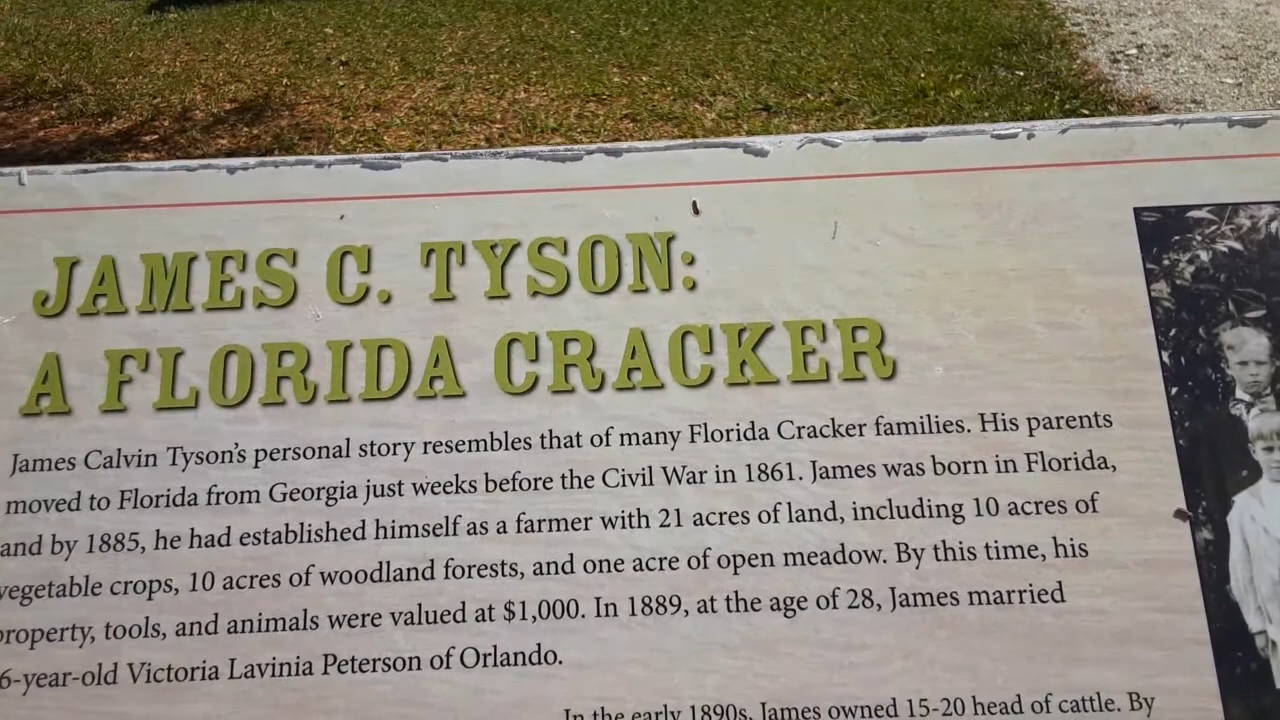 JAMES C. TYSON:
A FLORIDA CRACKER
James Calvin Tyson's personal story resembles that of many Florida Cracker families. His parents
moved to Florida from Georgia just weeks before the Civil War in 1861. James was born in Florida,
and by 1885, he had established himself as a farmer with 21 acres of land, including 10 acres of
vegetable crops, 10 acres of woodland forests, and one acre of open meadow. By this time, his
property, tools, and animals were valued at $1,000. In 1889, at the age of 28, James married
6-year-old Victoria Lavinia Peterson of Orlando.
In the early 1890s, James owned 15-20 head of cattle. By